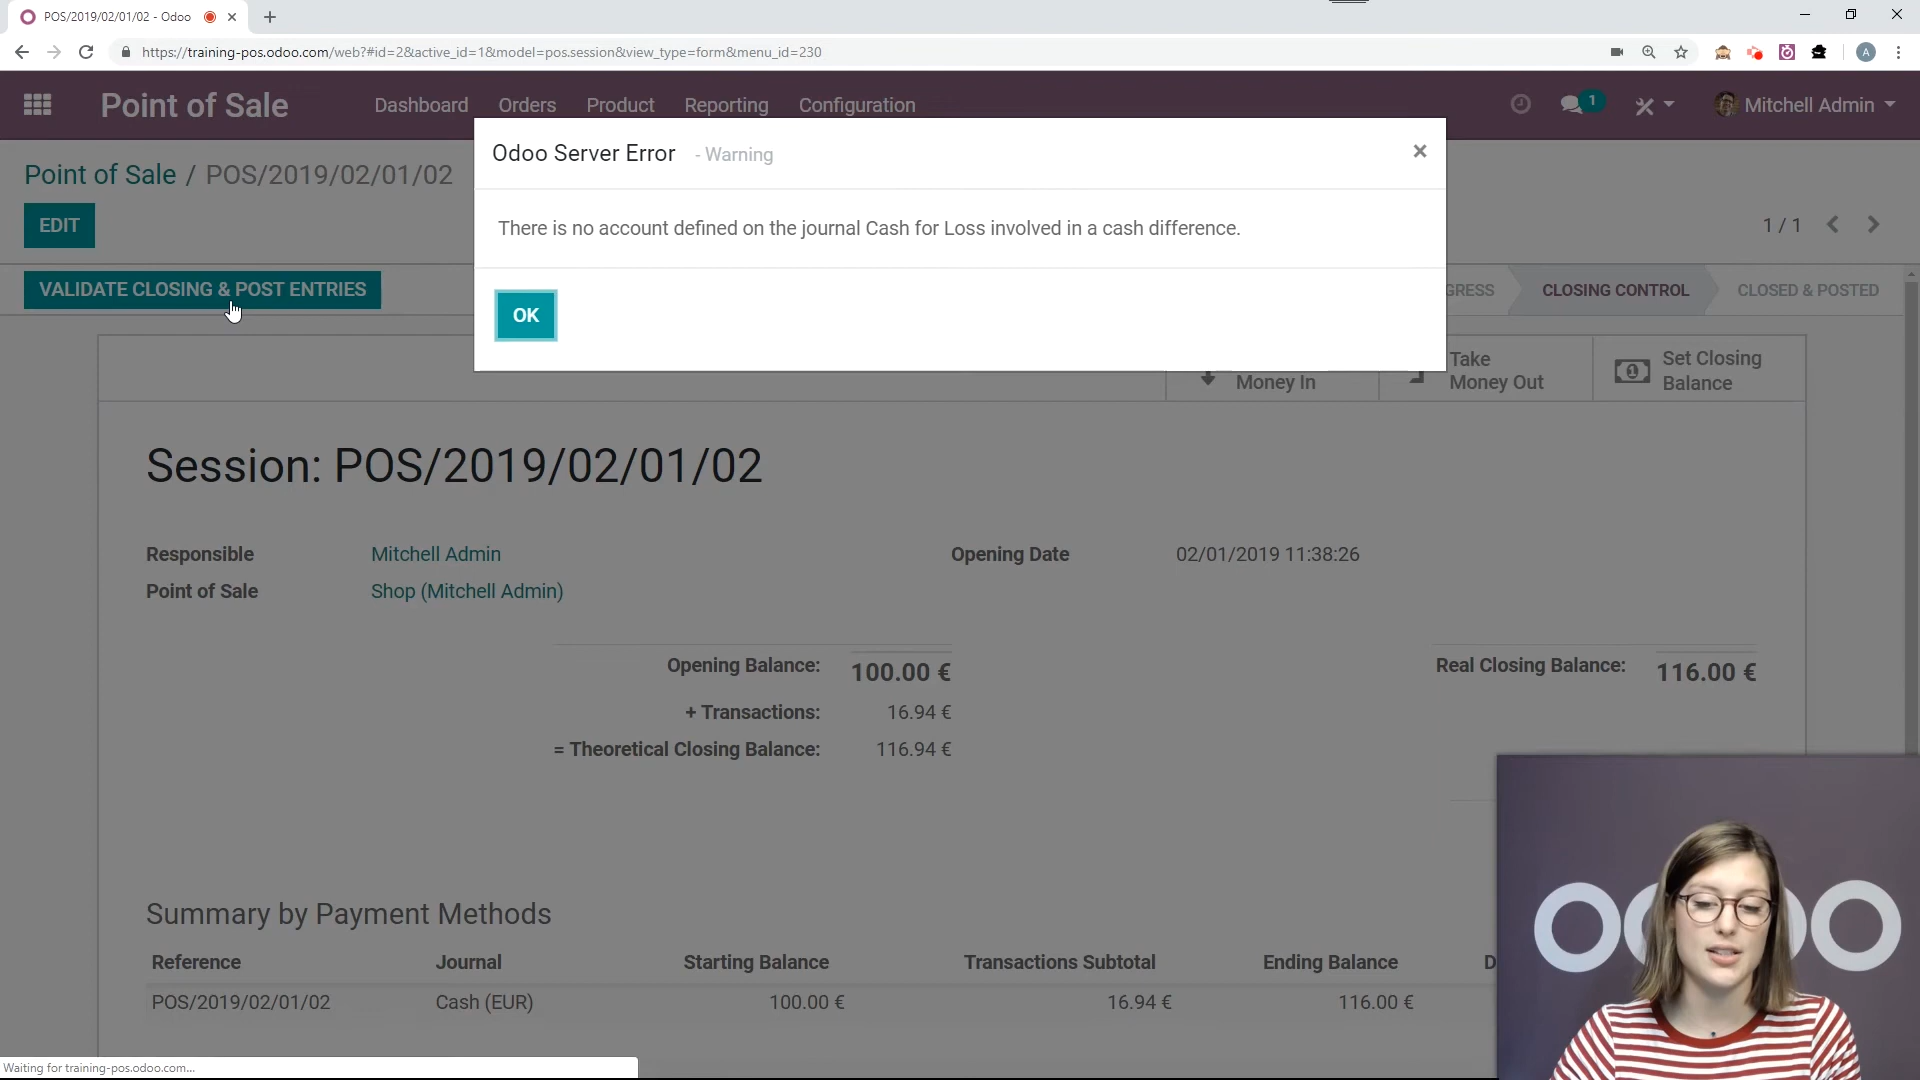 POS/2019/02/01/02 - Odoo
https://training-pos.odoo.com/web?#id=2&active_id=1&model=pos.session&view_type=form&menu_id=230
A
Point of Sale
Dashboard
Orders
Product
Reporting
Configuration
1
Mitchell Admin
Odoo Server Error - Warning
Point of Sale / POS/2019/02/01/02
EDIT
There is no account defined on the journal Cash for Loss involved in a cash difference.
1 / 1
VALIDATE CLOSING & POST ENTRIES
OK
GRESS
CLOSING CONTROL
CLOSED & POSTED
Money In
Take
Money Out
Set Closing
Balance
Session: POS/2019/02/01/02
Responsible
Mitchell Admin
Opening Date
02/01/2019 11:38:26
Point of Sale
Shop (Mitchell Admin)
Opening Balance: 100.00 €
Real Closing Balance: 116.00 €
+ Transactions: 16.94 €
= Theoretical Closing Balance: 116.94 €
Summary by Payment Methods
Reference Journal Starting Balance Transactions Subtotal Ending Balance D
POS/2019/02/01/02 Cash (EUR) 100.00 € 16.94 € 116.00 €
Waiting for training-pos.odoo.com...